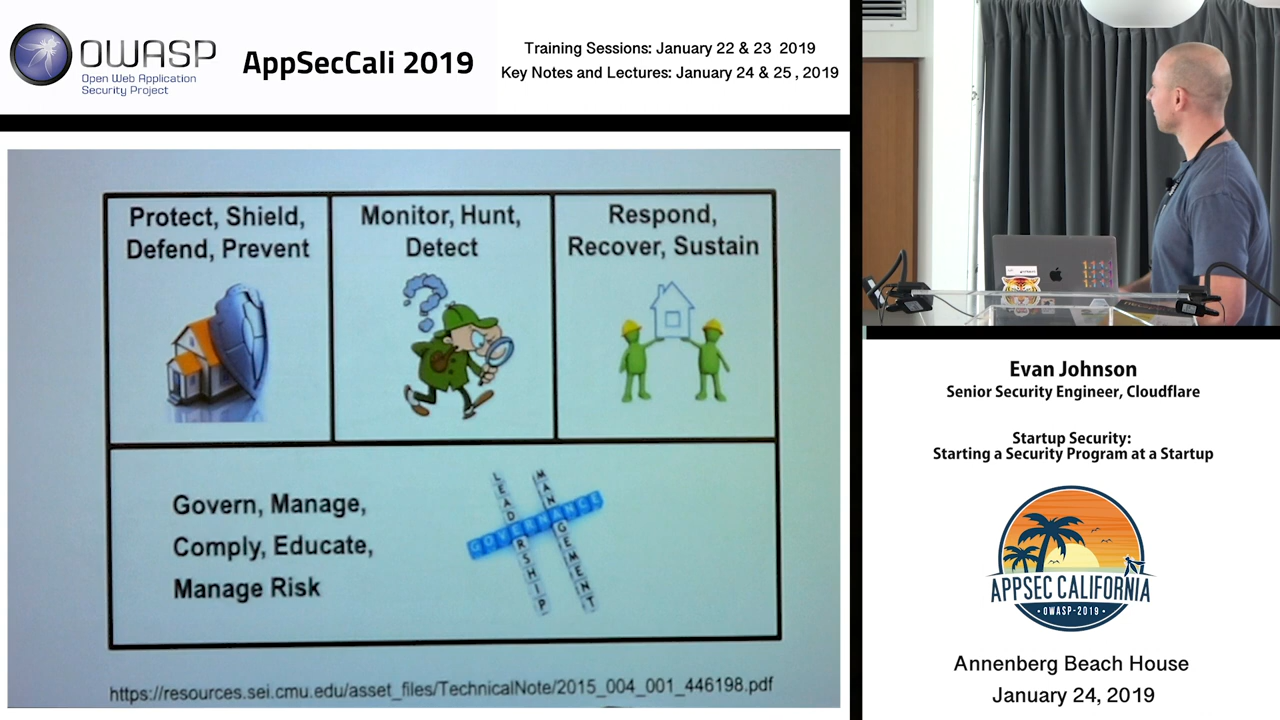 OWASP
Open Web Application
Security Project
AppSecCali 2019
Training Sessions: January 22 & 23 2019
Key Notes and Lectures: January 24 & 25 , 2019
Protect, Shield,
Defend, Prevent
Monitor, Hunt,
Detect
Respond,
Recover, Sustain
Govern, Manage,
Comply, Educate,
Manage Risk
LEADERSHIP
MANAGEMENT
GOVERNANCE
https://resources.sei.cmu.edu/asset_files/TechnicalNote/2015_004_001_446198.pdf
Evan Johnson
Senior Security Engineer, Cloudflare
Startup Security:
Starting a Security Program at a Startup
APPSEC CALIFORNIA
OWASP-2019
Annenberg Beach House
January 24, 2019